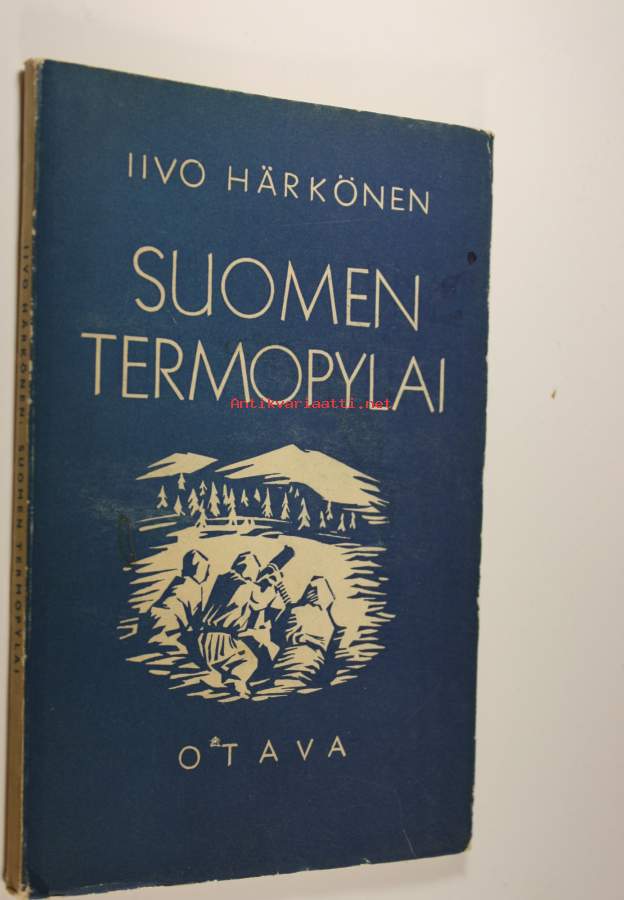 IIVO HÄRKÖNEN
SUOMEN
TERMOPYLAI
Antikvariaatti.net
OTAVA
IIVO HÄRKÖNEN: SUOMEN TERMOPYLAI